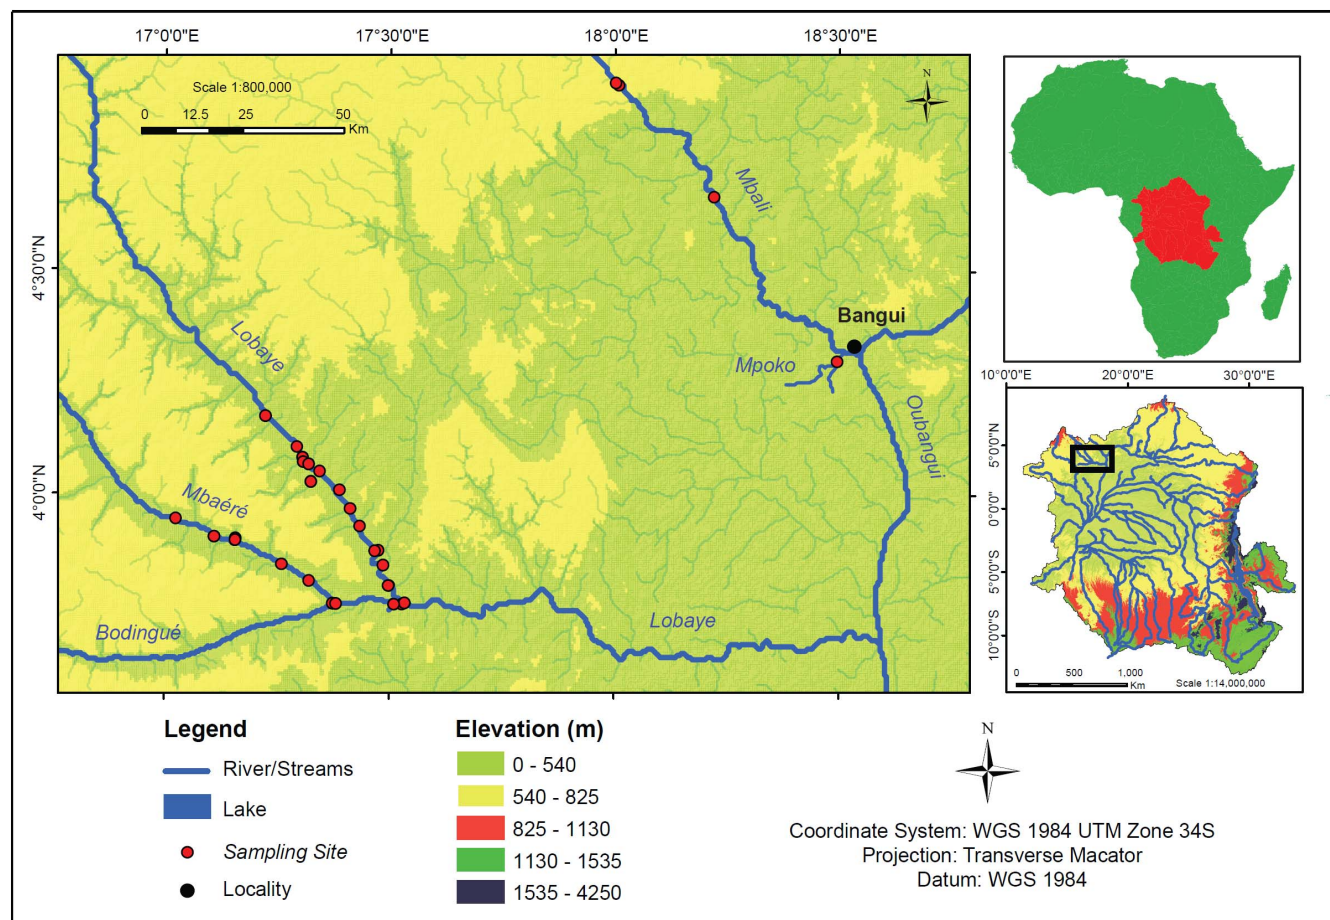 17°0'0"E
17°30'0"E
18°0'0"E
18°30'0"E
Scale 1:800,000
0
12.5
25
50
Km
N
4°30'0"N
4°0'0"N
Mbali
Lobaye
Bangui
Mpoko
Oubangui
Mbaéré
Bodingué
Lobaye
10°0'0"E
20°0'0"E
30°0'0"E
5°0'0"N
0°0'0"
5°0'0"S
10°0'0"S
0
500
1,000
Km
Scale 1:14,000,000
Legend
River/Streams
Lake
Sampling Site
Locality
Elevation (m)
0 - 540
540 - 825
825 - 1130
1130 - 1535
1535 - 4250
N
Coordinate System: WGS 1984 UTM Zone 34S
Projection: Transverse Macator
Datum: WGS 1984